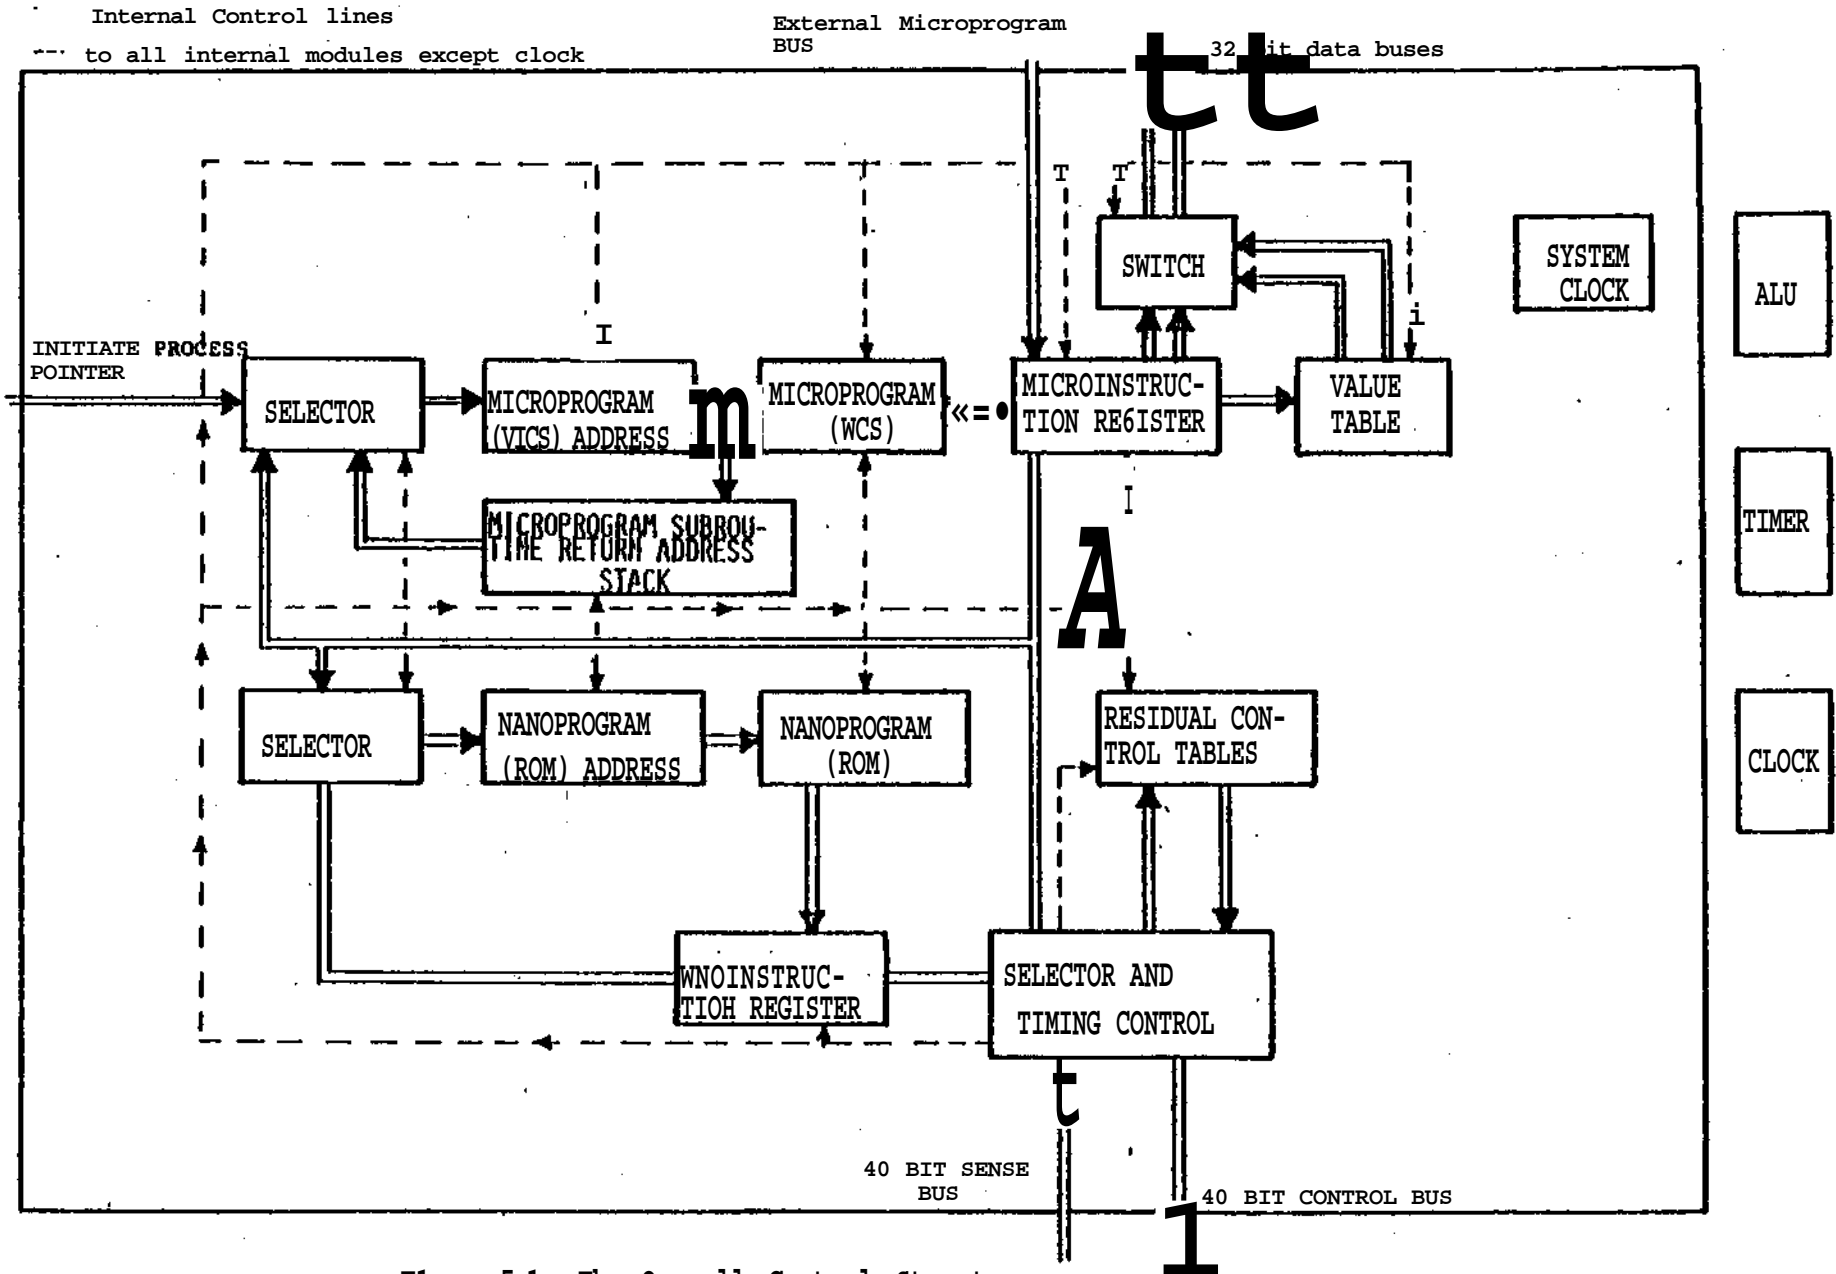 Internal Control lines
to all internal modules except clock
External Microprogram
BUS
32 bit data buses
tt
T T
SWITCH
SYSTEM
CLOCK
ALU
i
I
INITIATE PROCESS
POINTER
SELECTOR
MICROPROGRAM
(VICS) ADDRESS
m
MICROPROGRAM
(WCS)
«=•
MICROINSTRUC-
TION RE6ISTER
VALUE
TABLE
I
MICROPROGRAM SUBROU-
TIME RETURN ADDRESS
STACK
TIMER
A
SELECTOR
NANOPROGRAM
(ROM) ADDRESS
NANOPROGRAM
(ROM)
RESIDUAL CON-
TROL TABLES
CLOCK
WNOINSTRUC-
TIOH REGISTER
SELECTOR AND
TIMING CONTROL
t
40 BIT SENSE
BUS
40 BIT CONTROL BUS
1